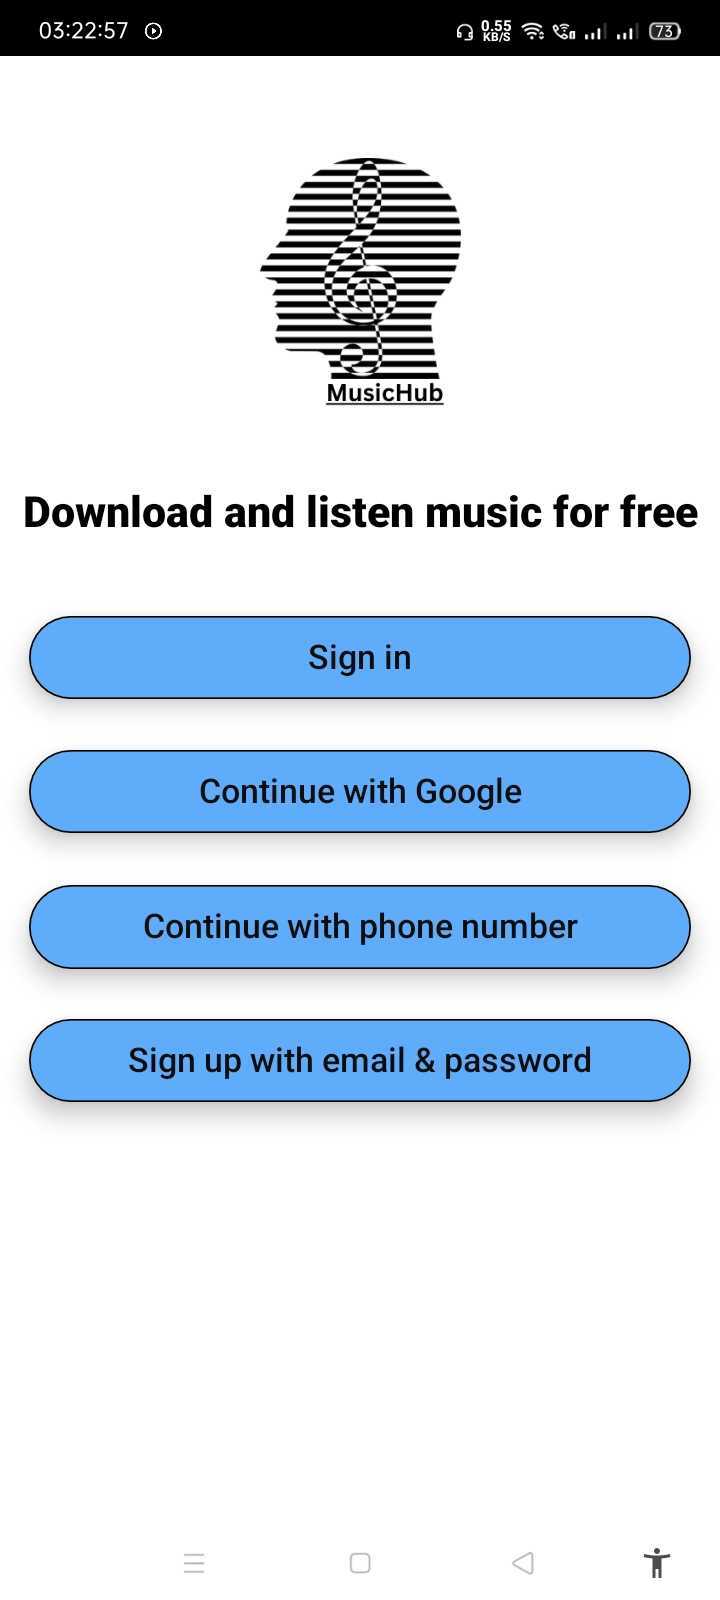 03:22:57
0.55
KB/S
73
MusicHub
Download and listen music for free
Sign in
Continue with Google
Continue with phone number
Sign up with email & password